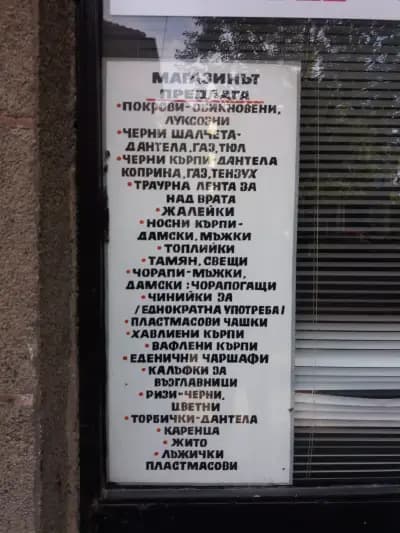 МАГАЗИНЪТ
ПРЕДЛАГА
• ПОКРОВИ-ОБИКНОВЕНИ,
ЛУКСОЗНИ
• ЧЕРНИ ШАЛЧЕТА-
ДАНТЕЛА, ГАЗ, ТЮЛ
• ЧЕРНИ КЪРПИ-ДАНТЕЛА
КОПРИНА, ГАЗ, ТЕНЗУХ
• ТРАУРНА ЛЕНТА ЗА
НАД ВРАТА
• ЖАЛЕЙКИ
• НОСНИ КЪРПИ-
ДАМСКИ, МЪЖКИ
• ТОПЛИЙКИ
• ТАМЯН, СВЕЩИ
• ЧОРАПИ-МЪЖКИ,
ДАМСКИ : ЧОРАПОГАЩИ
• ЧИНИЙКИ ЗА
/ЕДНОКРАТНА УПОТРЕБА/
• ПЛАСТМАСОВИ ЧАШКИ
• ХАВЛИЕНИ КЪРПИ
• ВАФЛЕНИ КЪРПИ
• ЕДЕНИЧНИ ЧАРШАФИ
• КАЛЪФКИ ЗА
ВЪЗГЛАВНИЦИ
• РИЗИ-ЧЕРНИ,
ЦВЕТНИ
• ТОРБИЧКИ-ДАНТЕЛА
• КАРЕНЦА
• ЖИТО
• ЛЪЖИЧКИ
ПЛАСТМАСОВИ